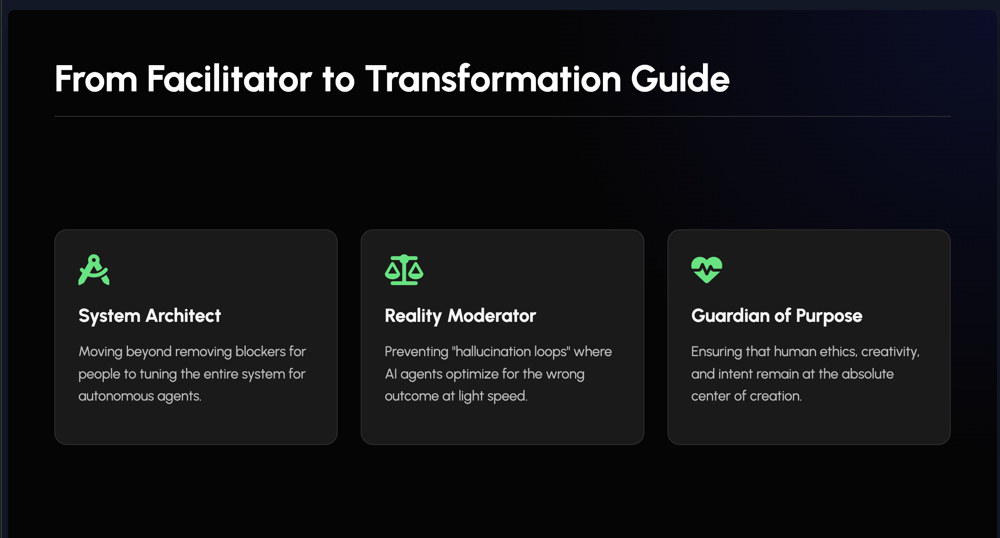 From Facilitator to Transformation Guide
System Architect
Moving beyond removing blockers for
people to tuning the entire system for
autonomous agents.
Reality Moderator
Preventing "hallucination loops" where
AI agents optimize for the wrong
outcome at light speed.
Guardian of Purpose
Ensuring that human ethics, creativity,
and intent remain at the absolute
center of creation.